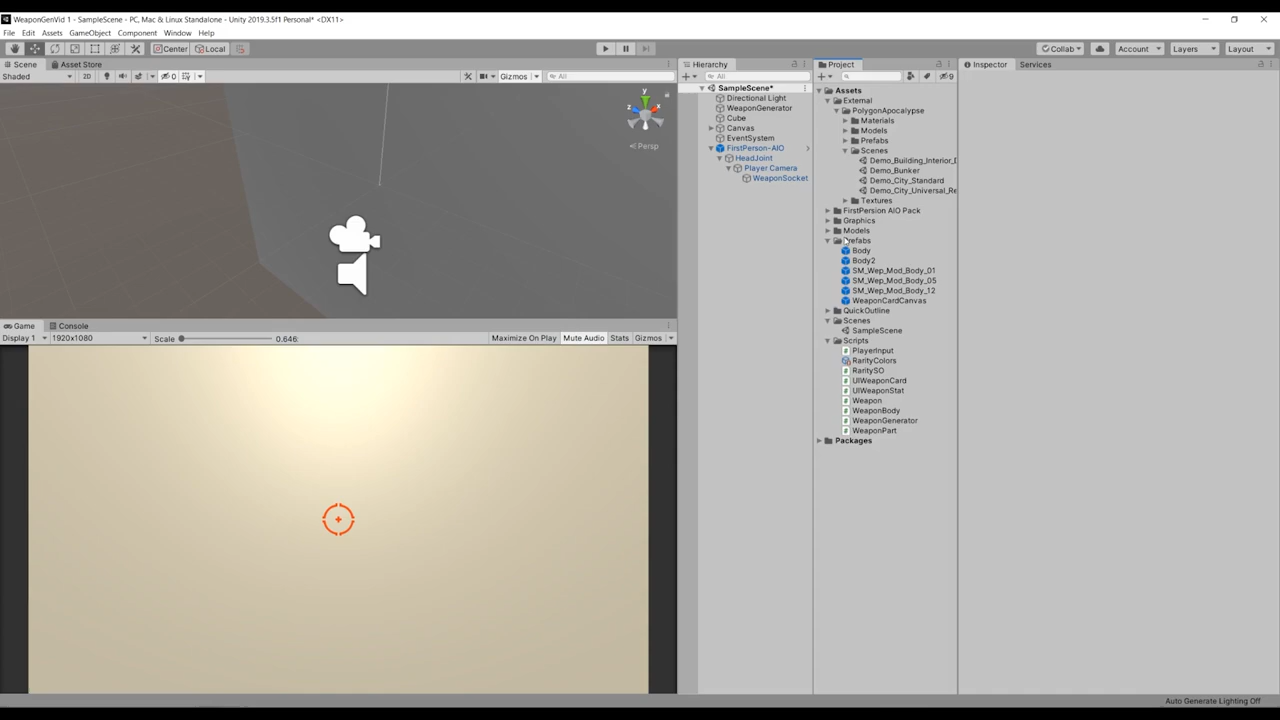 WeaponGenVid 1 - SampleScene - PC, Mac & Linux Standalone - Unity 2019.3.5f1 Personal* <DX11>
File Edit Assets GameObject Component Window Help
Center Local Collab Account Layers Layout
Scene Asset Store
Shaded 2D 0 Gizmos All
y
z x
Persp
Hierarchy
All
SampleScene*
Directional Light
WeaponGenerator
Cube
Canvas
EventSystem
FirstPerson-AIO
HeadJoint
Player Camera
WeaponSocket
Project
9
Assets
External
PolygonApocalypse
Materials
Models
Prefabs
Scenes
Demo_Building_Interior_
Demo_Bunker
Demo_City_Standard
Demo_City_Universal_Re
Textures
FirstPersion AIO Pack
Graphics
Models
Prefabs
Body
Body2
SM_Wep_Mod_Body_01
SM_Wep_Mod_Body_05
SM_Wep_Mod_Body_12
WeaponCardCanvas
QuickOutline
Scenes
SampleScene
Scripts
PlayerInput
RarityColors
RaritySO
UIWeaponCard
UIWeaponStat
Weapon
WeaponBody
WeaponGenerator
WeaponPart
Packages
Inspector Services
Game Console
Display 1 1920x1080 Scale 0.646 Maximize On Play Mute Audio Stats Gizmos
Auto Generate Lighting Off